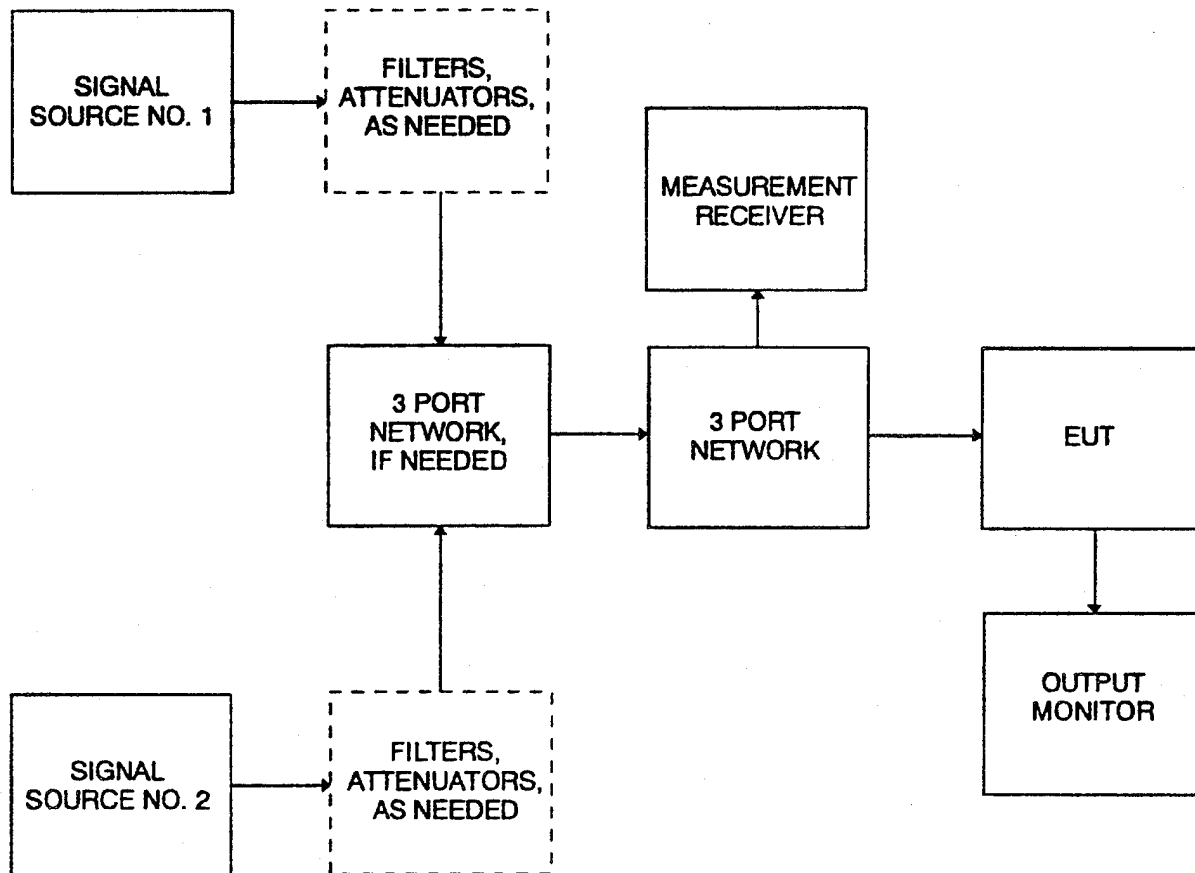 SIGNAL
SOURCE NO. 1
FILTERS,
ATTENUATORS,
AS NEEDED
MEASUREMENT
RECEIVER
3 PORT
NETWORK,
IF NEEDED
3 PORT
NETWORK
EUT
OUTPUT
MONITOR
SIGNAL
SOURCE NO. 2
FILTERS,
ATTENUATORS,
AS NEEDED